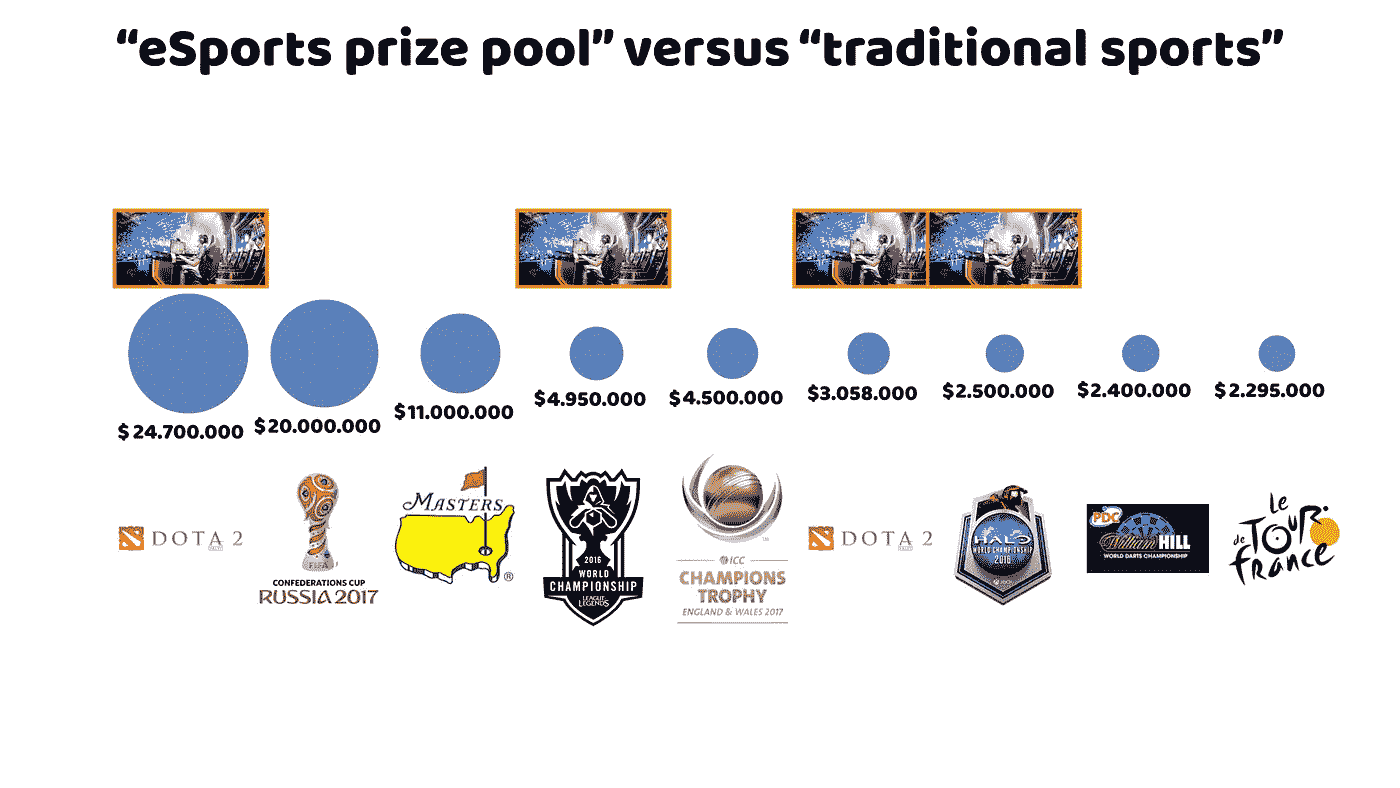 “eSports prize pool” versus “traditional sports”
$24.700.000
$20.000.000
$11.000.000
$4.950.000
$4.500.000
$3.058.000
$2.500.000
$2.400.000
$2.295.000
DOTA 2
FIFA
CONFEDERATIONS CUP
RUSSIA 2017
MASTERS
®
2016
WORLD
CHAMPIONSHIP
LEAGUE
LEGENDS
ICC
CHAMPIONS
TROPHY
ENGLAND & WALES 2017
DOTA 2
HALO
WORLD CHAMPIONSHIP
2016
PDC
William HILL
WORLD DARTS CHAMPIONSHIP
le
TOUR
de
france